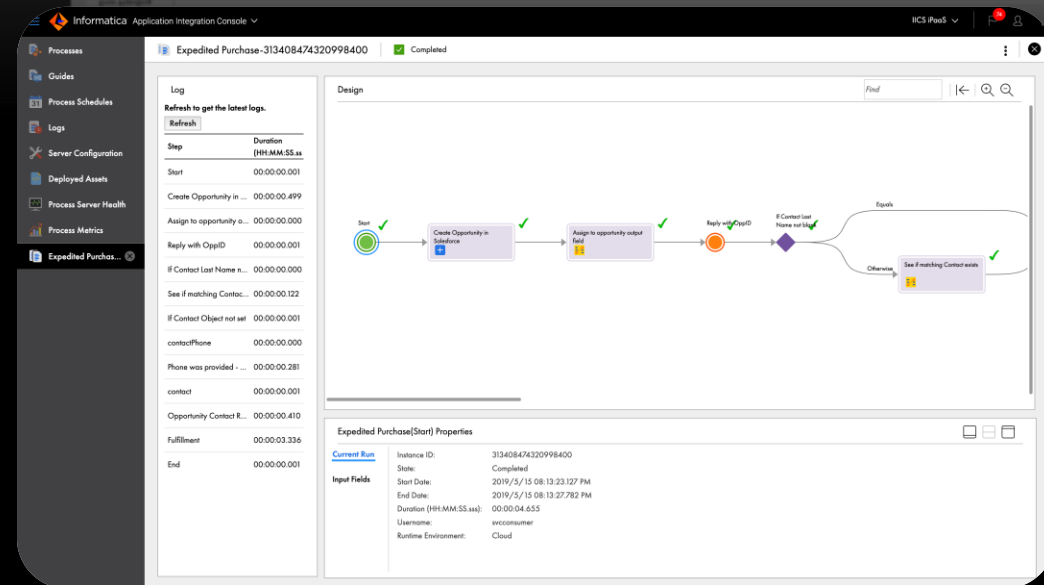 Informatica Application Integration Console
IICS iPaaS
Processes
Guides
31 Process Schedules
Logs
Server Configuration
Deployed Assets
Process Server Health
Process Metrics
Expedited Purchas...
Expedited Purchase-313408474320998400
Completed
Log
Refresh to get the latest logs.
Refresh
Step Duration
(HH:MM:SS.ss
Start 00:00:00.001
Create Opportunity in ... 00:00:00.499
Assign to opportunity o... 00:00:00.000
Reply with OppID 00:00:00.001
If Contact Last Name n... 00:00:00.000
See if matching Contac... 00:00:00.122
If Contact Object not set 00:00:00.001
contactPhone 00:00:00.000
Phone was provided - ... 00:00:00.281
contact 00:00:00.001
Opportunity Contact R... 00:00:00.410
Fulfillment 00:00:03.336
End 00:00:00.001
Design
Find
Start
Create Opportunity in
Salesforce
Assign to opportunity output
field
Reply with OppID
If Contact Last
Name not blank
Equals
Otherwise
See if matching Contact exists
Expedited Purchase(Start) Properties
Current Run
Input Fields
Instance ID: 313408474320998400
State: Completed
Start Date: 2019/5/15 08:13:23.127 PM
End Date: 2019/5/15 08:13:27.782 PM
Duration (HH:MM:SS.sss): 00:00:04.655
Username: svcconsumer
Runtime Environment: Cloud